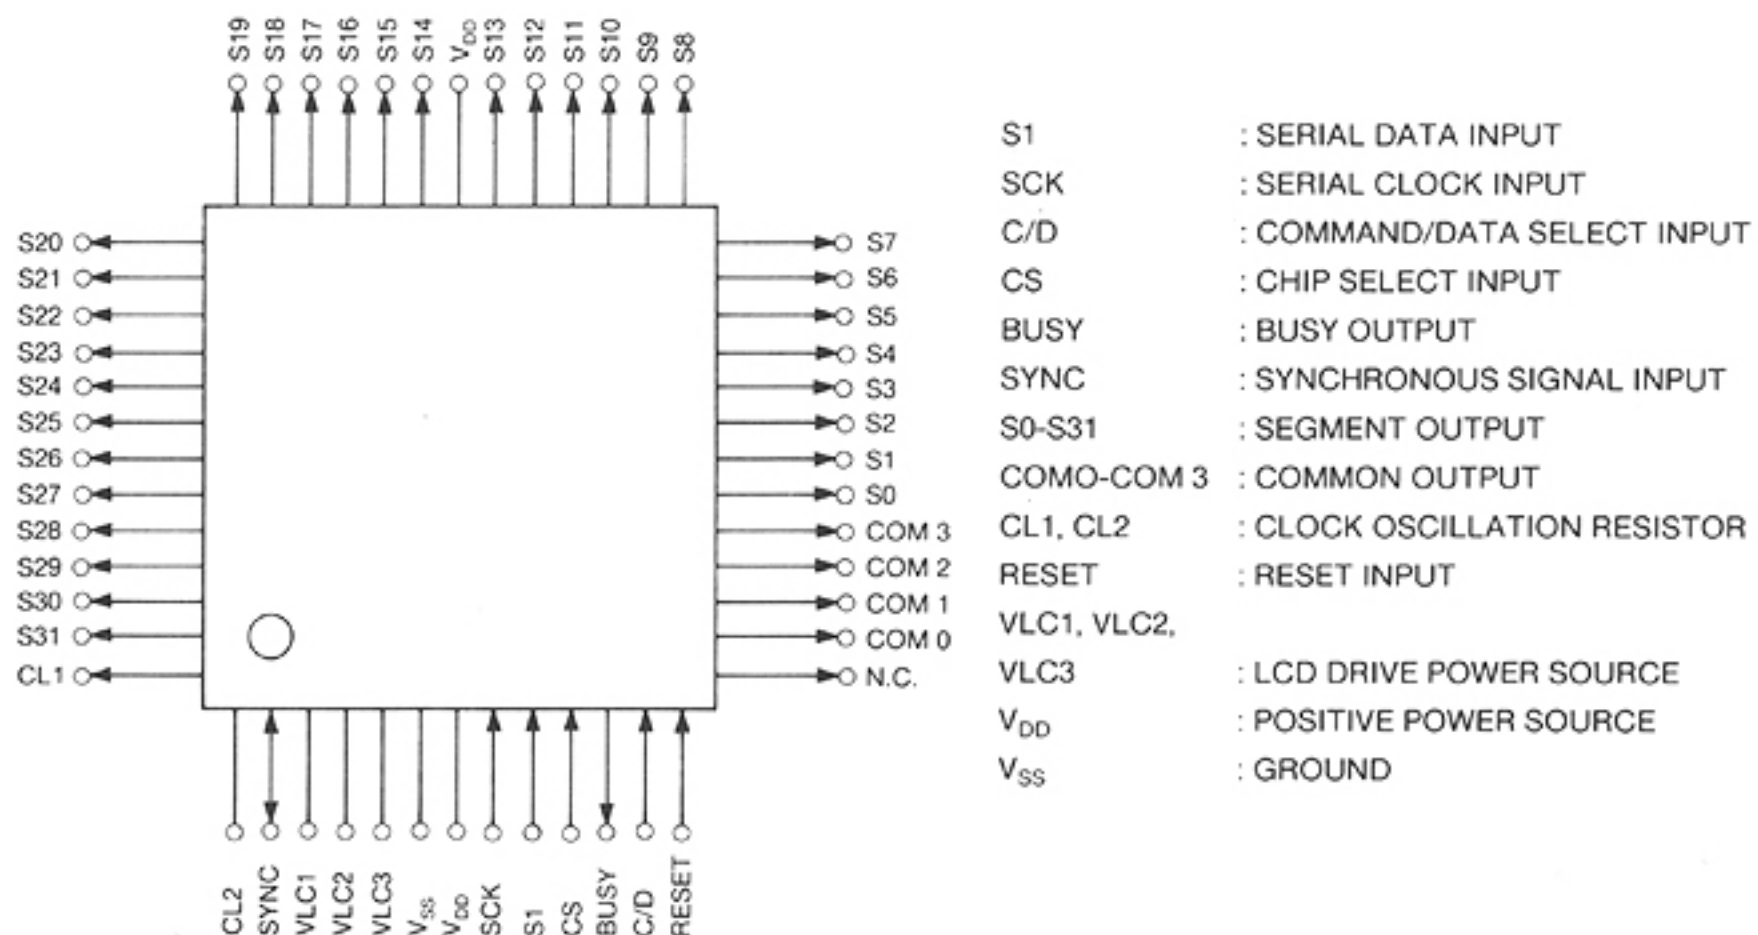 S19 S18 S17 S16 S15 S14 VDD S13 S12 S11 S10 S9 S8
S20
S21
S22
S23
S24
S25
S26
S27
S28
S29
S30
S31
CL1
S7
S6
S5
S4
S3
S2
S1
S0
COM 3
COM 2
COM 1
COM 0
N.C.
CL2 SYNC VLC1 VLC2 VLC3 VSS VDD SCK S1 CS BUSY C/D RESET
S1 : SERIAL DATA INPUT
SCK : SERIAL CLOCK INPUT
C/D : COMMAND/DATA SELECT INPUT
CS : CHIP SELECT INPUT
BUSY : BUSY OUTPUT
SYNC : SYNCHRONOUS SIGNAL INPUT
S0-S31 : SEGMENT OUTPUT
COMO-COM 3 : COMMON OUTPUT
CL1, CL2 : CLOCK OSCILLATION RESISTOR
RESET : RESET INPUT
VLC1, VLC2,
VLC3 : LCD DRIVE POWER SOURCE
VDD : POSITIVE POWER SOURCE
VSS : GROUND